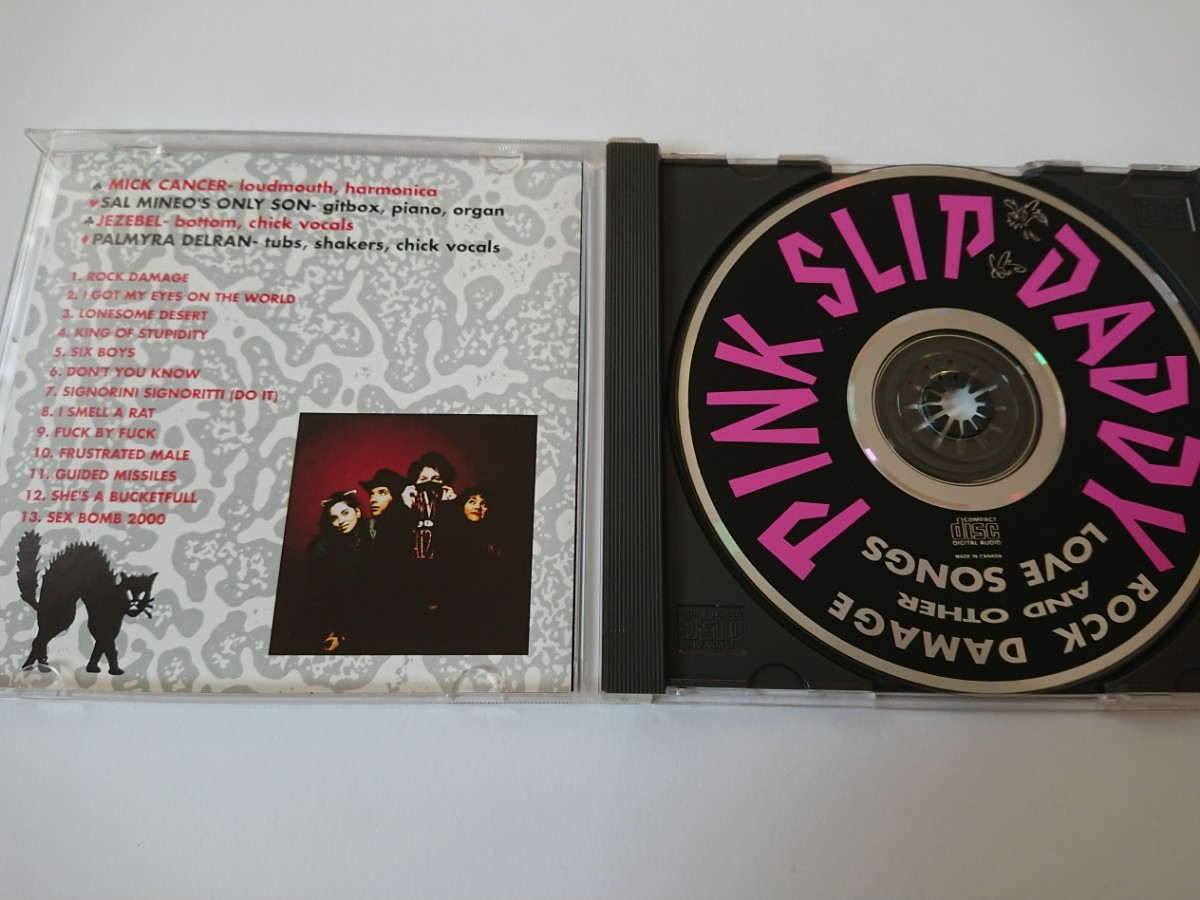 MICK CANCER- loudmouth, harmonica
SAL MINEO'S ONLY SON- gitbox, piano, organ
JEZEBEL- bottom, chick vocals
PALMYRA DELRAN- tubs, shakers, chick vocals
1. ROCK DAMAGE
2. I GOT MY EYES ON THE WORLD
3. LONESOME DESERT
4. KING OF STUPIDITY
5. SIX BOYS
6. DON'T YOU KNOW
7. SIGNORINI SIGNORITTI (DO IT)
8. I SMELL A RAT
9. FUCK BY FUCK
10. FRUSTRATED MALE
11. GUIDED MISSILES
12. SHE'S A BUCKETFULL
13. SEX BOMB 2000
PINK SLIP DADDY
COMPACT
disc
DIGITAL AUDIO
MADE IN CANADA
ROCK DAMAGE
AND OTHER
LOVE SONGS